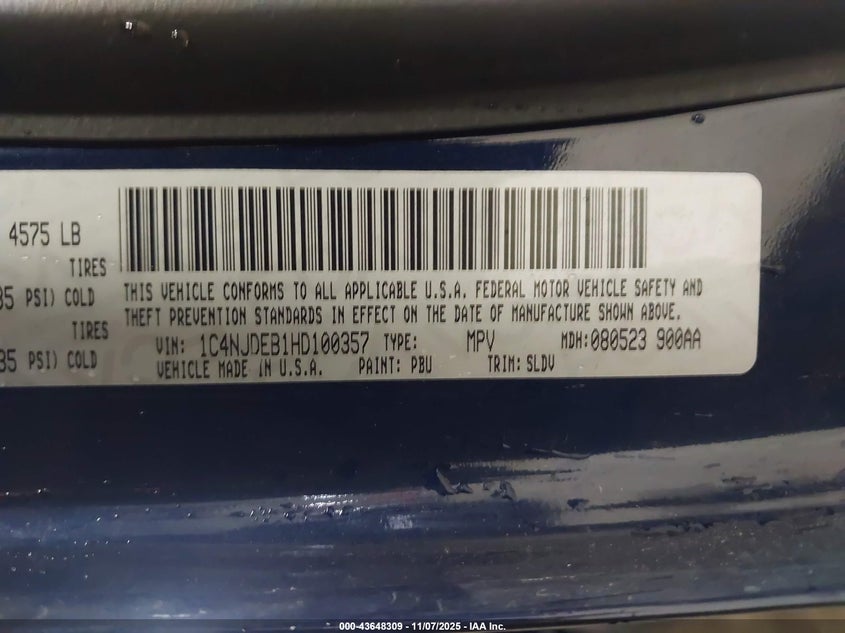 4575 LB
TIRES
35 PSI) COLD
TIRES
35 PSI) COLD
THIS VEHICLE CONFORMS TO ALL APPLICABLE U.S.A. FEDERAL MOTOR VEHICLE SAFETY AND
THEFT PREVENTION STANDARDS IN EFFECT ON THE DATE OF MANUFACTURE SHOWN ABOVE.
VIN: 1C4NJDEB1HD100357 TYPE: MPV MDH: 080523 900AA
VEHICLE MADE IN U.S.A. PAINT: PBU TRIM: SLDV
000-43648309 - 11/07/2025 - IAA Inc.